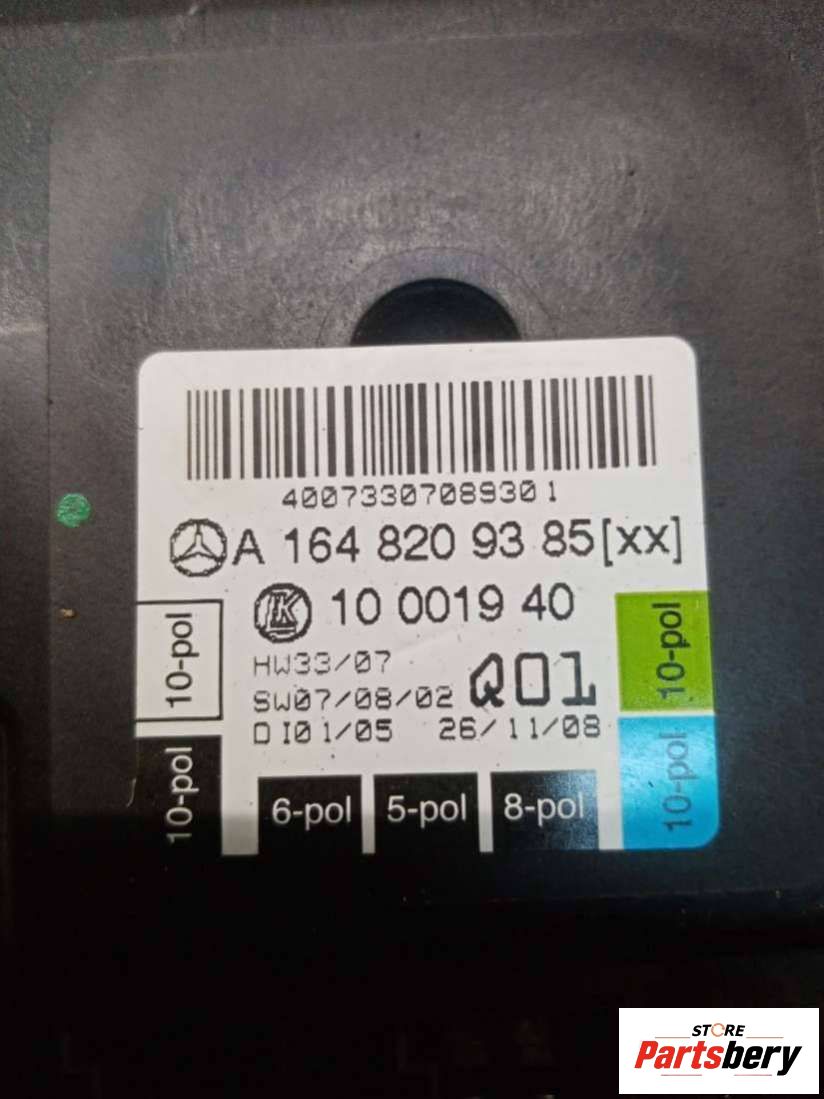 4007330708930 1
A 164 820 93 85 [xx]
LK 10 0019 40
10-pol
10-pol
HW33/07
SW07/08/02
Q01
DI01/05 26/11/08
10-pol
10-pol
6-pol 5-pol 8-pol
STORE
Partsbery